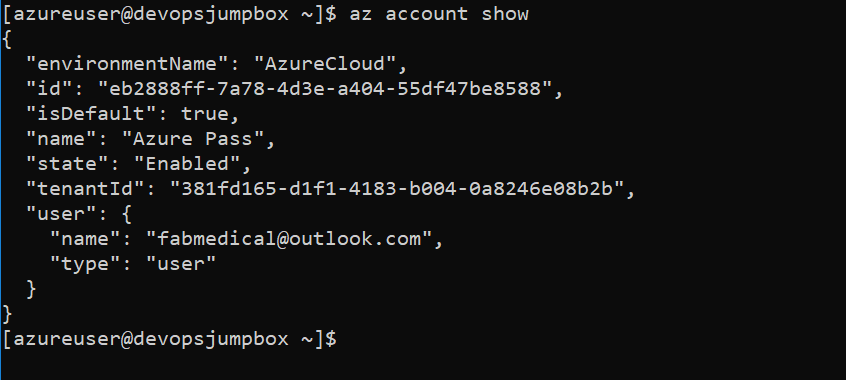 [azureuser@devopsjumpbox ~]$ az account show
{
  "environmentName": "AzureCloud",
  "id": "eb2888ff-7a78-4d3e-a404-55df47be8588",
  "isDefault": true,
  "name": "Azure Pass",
  "state": "Enabled",
  "tenantId": "381fd165-d1f1-4183-b004-0a8246e08b2b",
  "user": {
    "name": "fabmedical@outlook.com",
    "type": "user"
  }
}
[azureuser@devopsjumpbox ~]$